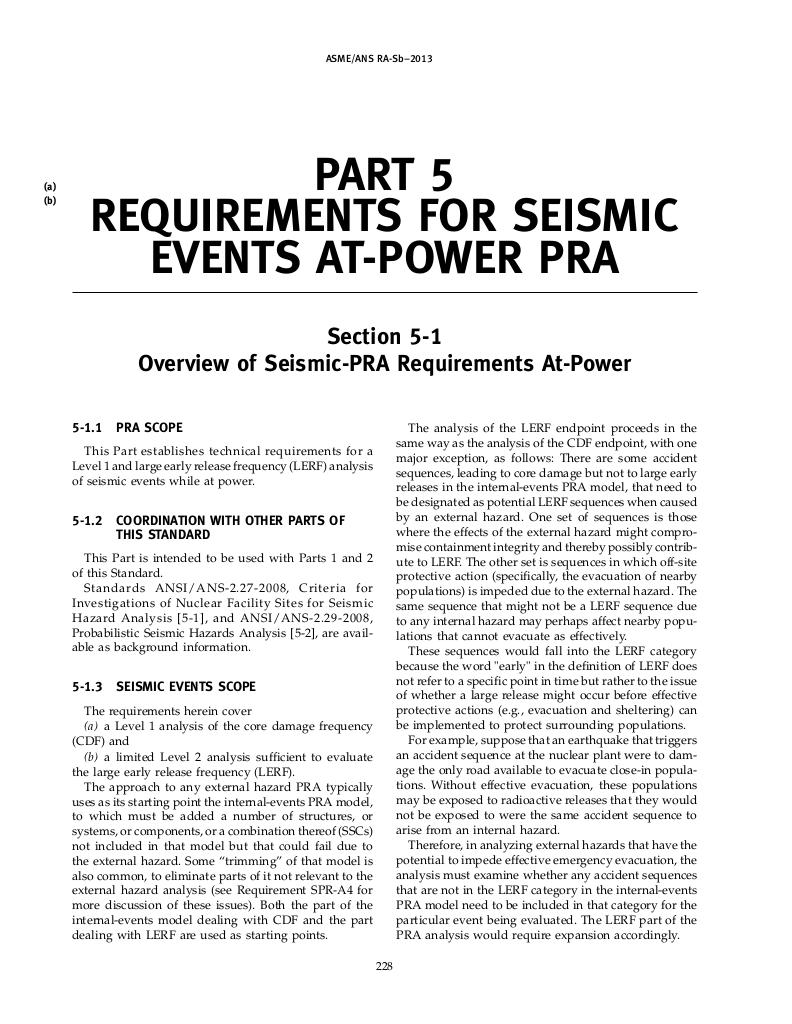 ASME/ANS RA-Sb–2013
(a)
(b)
PART 5
REQUIREMENTS FOR SEISMIC
EVENTS AT-POWER PRA
Section 5-1
Overview of Seismic-PRA Requirements At-Power
5-1.1 PRA SCOPE
This Part establishes technical requirements for a
Level 1 and large early release frequency (LERF) analysis
of seismic events while at power.
5-1.2 COORDINATION WITH OTHER PARTS OF
THIS STANDARD
This Part is intended to be used with Parts 1 and 2
of this Standard.
Standards ANSI/ANS-2.27-2008, Criteria for
Investigations of Nuclear Facility Sites for Seismic
Hazard Analysis [5-1], and ANSI/ANS-2.29-2008,
Probabilistic Seismic Hazards Analysis [5-2], are avail-
able as background information.
5-1.3 SEISMIC EVENTS SCOPE
The requirements herein cover
(a) a Level 1 analysis of the core damage frequency
(CDF) and
(b) a limited Level 2 analysis sufficient to evaluate
the large early release frequency (LERF).
The approach to any external hazard PRA typically
uses as its starting point the internal-events PRA model,
to which must be added a number of structures, or
systems, or components, or a combination thereof (SSCs)
not included in that model but that could fail due to
the external hazard. Some “trimming” of that model is
also common, to eliminate parts of it not relevant to the
external hazard analysis (see Requirement SPR-A4 for
more discussion of these issues). Both the part of the
internal-events model dealing with CDF and the part
dealing with LERF are used as starting points.
The analysis of the LERF endpoint proceeds in the
same way as the analysis of the CDF endpoint, with one
major exception, as follows: There are some accident
sequences, leading to core damage but not to large early
releases in the internal-events PRA model, that need to
be designated as potential LERF sequences when caused
by an external hazard. One set of sequences is those
where the effects of the external hazard might compro-
mise containment integrity and thereby possibly contrib-
ute to LERF. The other set is sequences in which off-site
protective action (specifically, the evacuation of nearby
populations) is impeded due to the external hazard. The
same sequence that might not be a LERF sequence due
to any internal hazard may perhaps affect nearby popu-
lations that cannot evacuate as effectively.
These sequences would fall into the LERF category
because the word "early" in the definition of LERF does
not refer to a specific point in time but rather to the issue
of whether a large release might occur before effective
protective actions (e.g., evacuation and sheltering) can
be implemented to protect surrounding populations.
For example, suppose that an earthquake that triggers
an accident sequence at the nuclear plant were to dam-
age the only road available to evacuate close-in popula-
tions. Without effective evacuation, these populations
may be exposed to radioactive releases that they would
not be exposed to were the same accident sequence to
arise from an internal hazard.
Therefore, in analyzing external hazards that have the
potential to impede effective emergency evacuation, the
analysis must examine whether any accident sequences
that are not in the LERF category in the internal-events
PRA model need to be included in that category for the
particular event being evaluated. The LERF part of the
PRA analysis would require expansion accordingly.
228